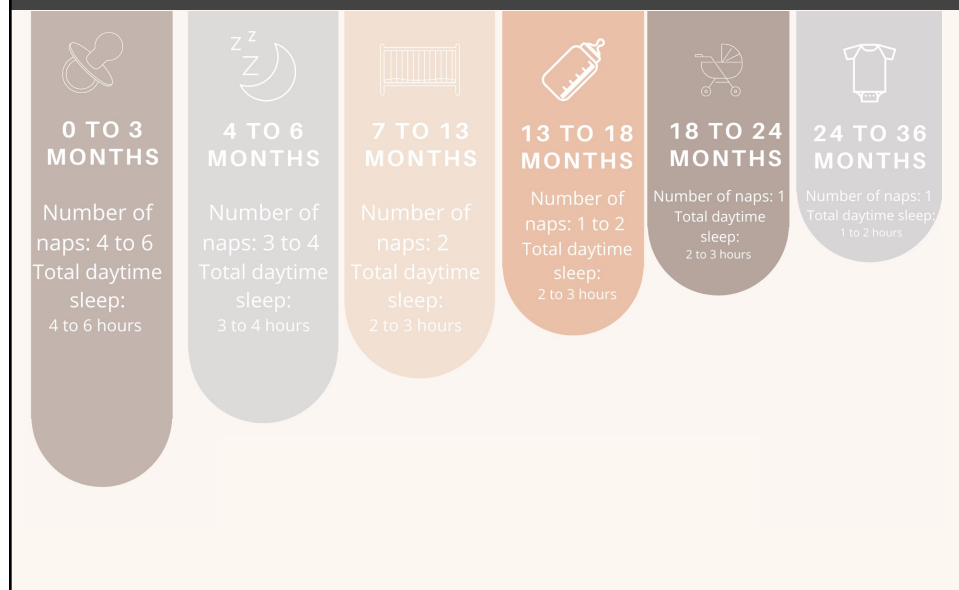 0 TO 3
MONTHS
Number of
naps: 4 to 6
Total daytime
sleep:
4 to 6 hours
z z
Z
4 TO 6
MONTHS
Number of
naps: 3 to 4
Total daytime
sleep:
3 to 4 hours
7 TO 13
MONTHS
Number of
naps: 2
Total daytime
sleep:
2 to 3 hours
13 TO 18
MONTHS
Number of
naps: 1 to 2
Total daytime
sleep:
2 to 3 hours
18 TO 24
MONTHS
Number of naps: 1
Total daytime
sleep:
2 to 3 hours
24 TO 36
MONTHS
Number of naps: 1
Total daytime sleep:
1 to 2 hours